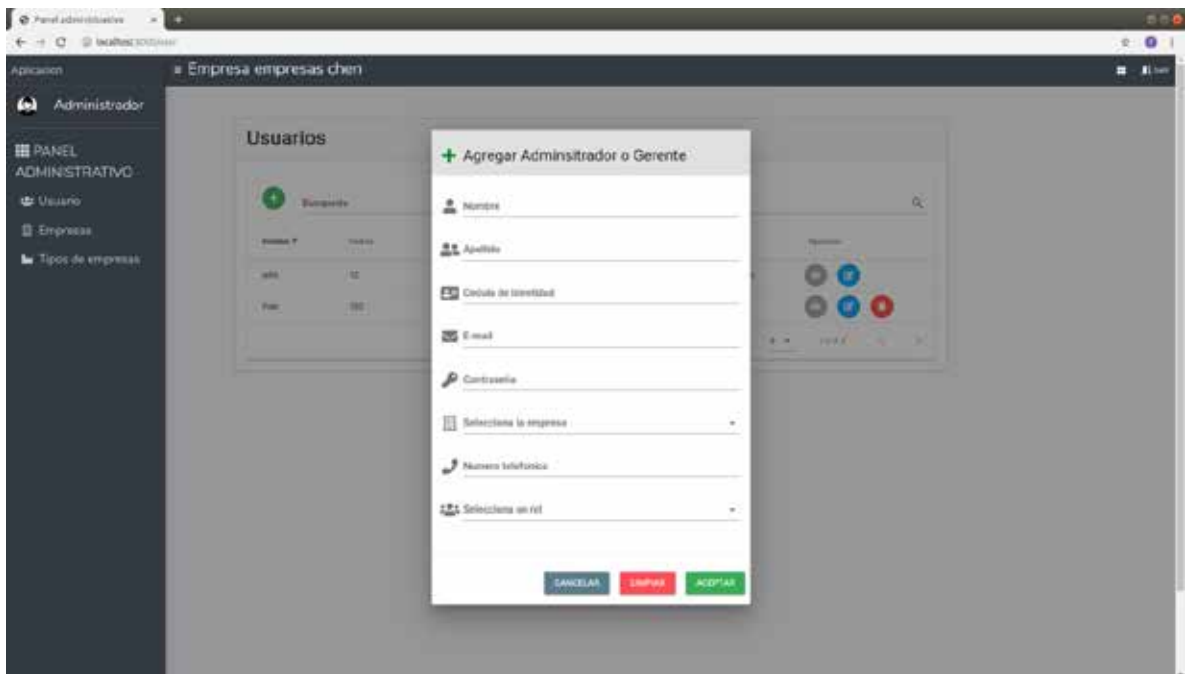 Panel administrativo
localhost
Aplicacion
Empresa empresas chen
Administrador
PANEL
ADMINISTRATIVO
Usuario
Empresas
Tipos de empresas
Usuarios
Busqueda
Agregar Adminsitrador o Gerente
Nombre
Apellido
Cedula de Identidad
E-mail
Contraseña
Selecciona la empresa
Numero telefonico
Selecciona un rol
CANCELAR
LIMPIAR
ACEPTAR